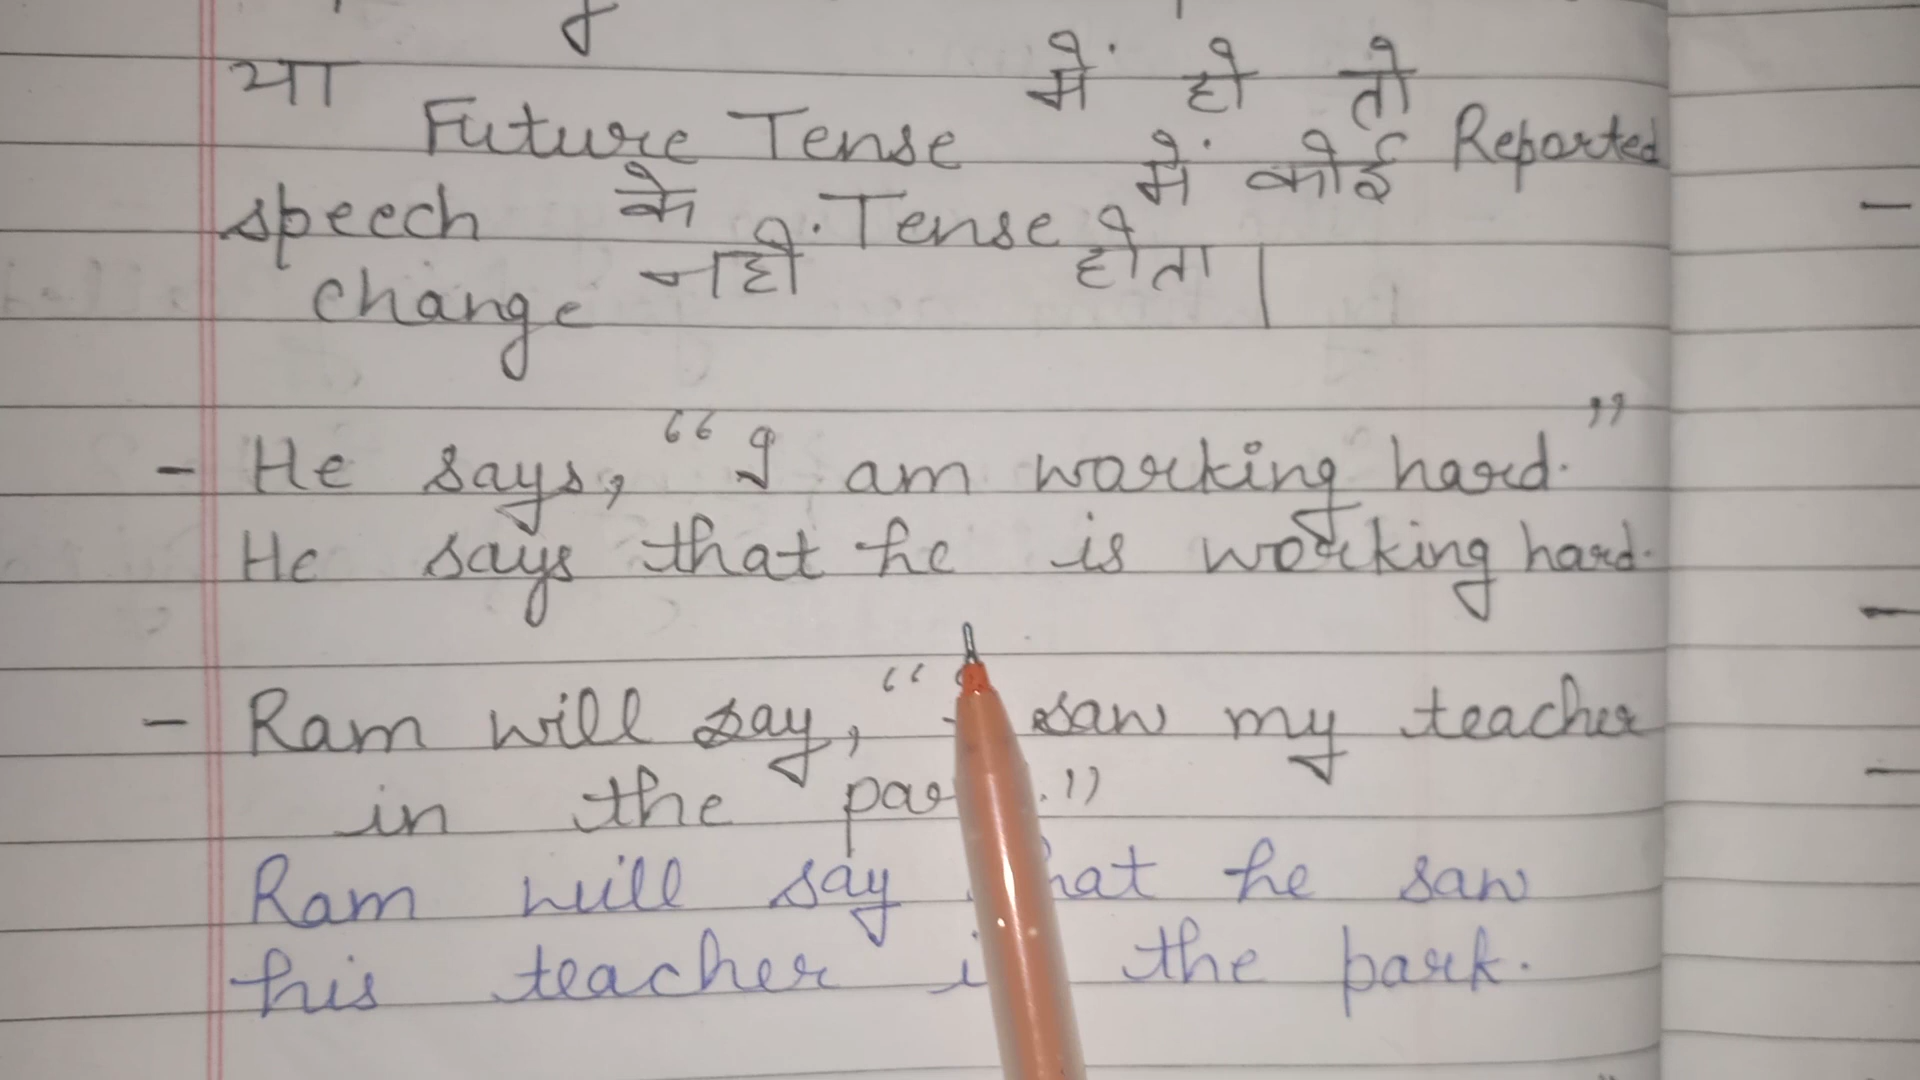 या Future Tense में हो तो Reported
speech के Tense में कोई
change नहीं होता।
- He says, “I am working hard.”
He says that he is working hard.
- Ram will say, “ saw my teacher
in the .”
Ram will say he saw
his teacher the park.